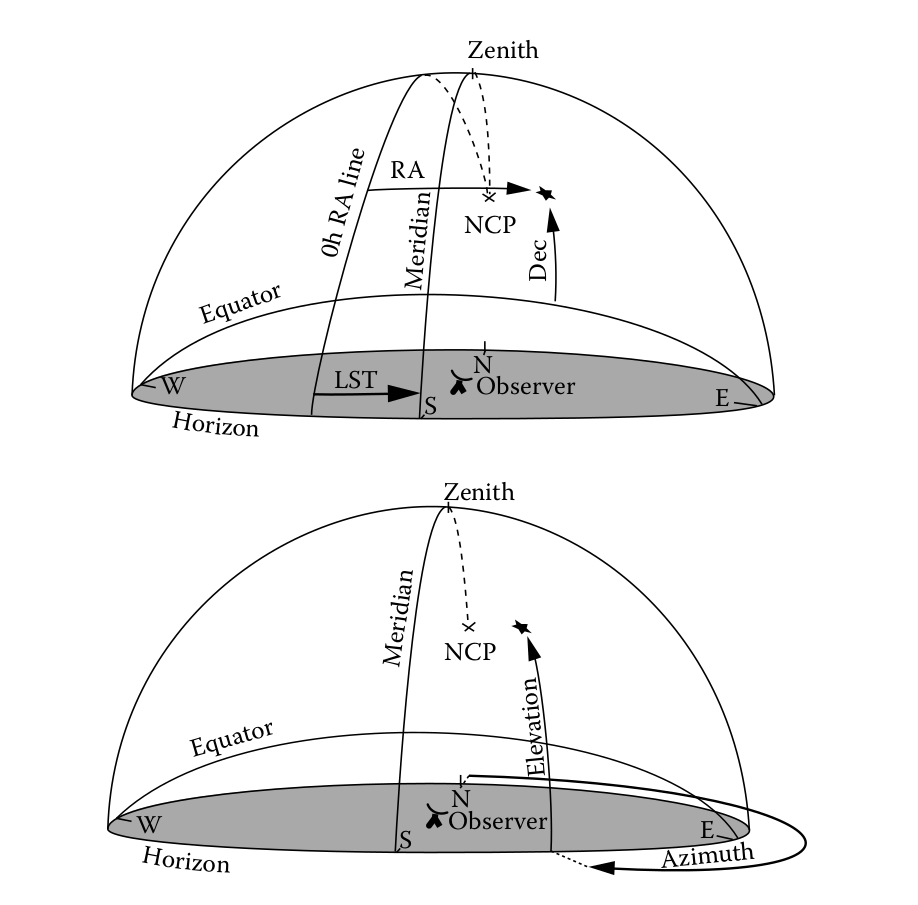 Zenith
RA
0h RA line
Meridian
NCP
Dec
Equator
N
W
LST
Observer
E
S
Horizon
Zenith
Meridian
NCP
Elevation
Equator
N
W
Observer
E
S
Horizon
Azimuth